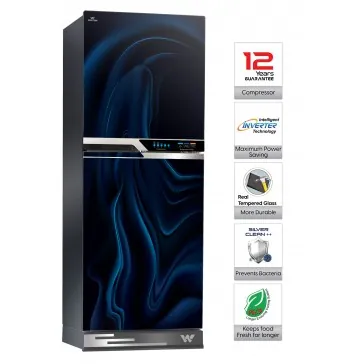 12
Years
GUARANTEE
Compressor
intelligent
INVERTER
Technology
Maximum Power
Saving
Real
Tempered Glass
More Durable
SILVER
CLEAN ++
Prevents Bacteria
Keeps food
Fresh for longer
W